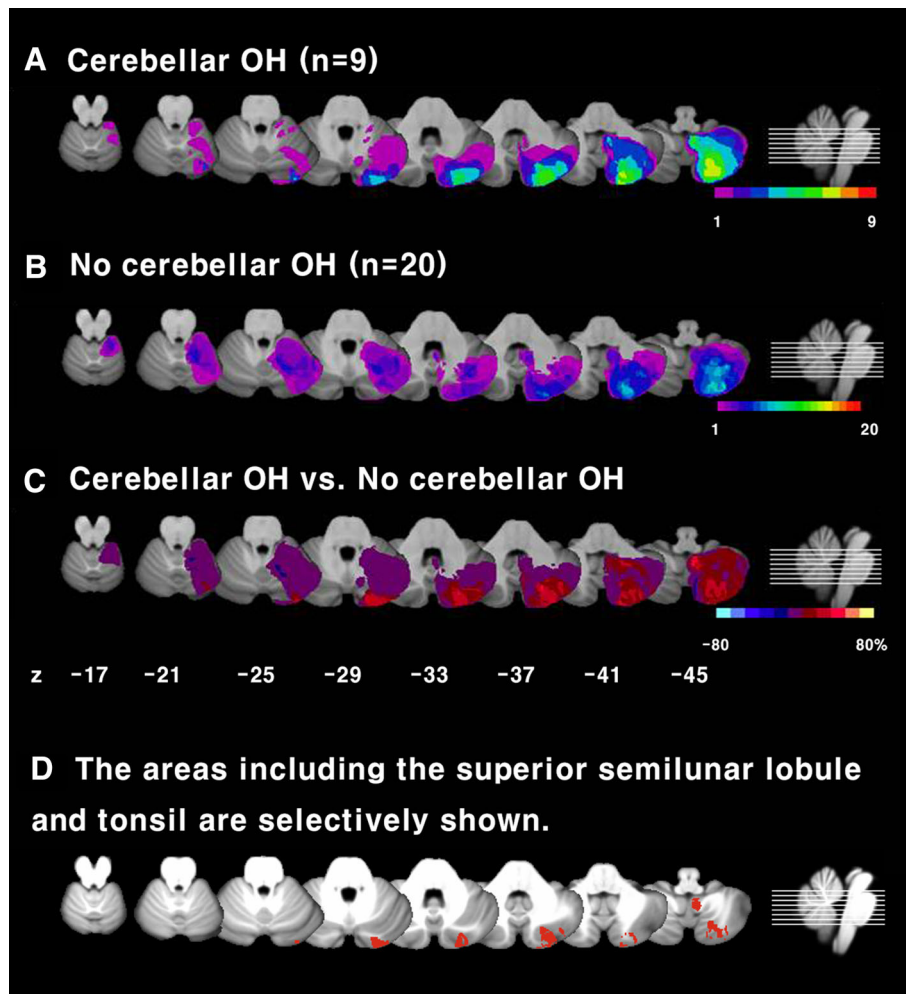 A Cerebellar OH (n=9)
1 9
B No cerebellar OH (n=20)
1 20
C Cerebellar OH vs. No cerebellar OH
−80 80%
z −17 −21 −25 −29 −33 −37 −41 −45
D The areas including the superior semilunar lobule
and tonsil are selectively shown.